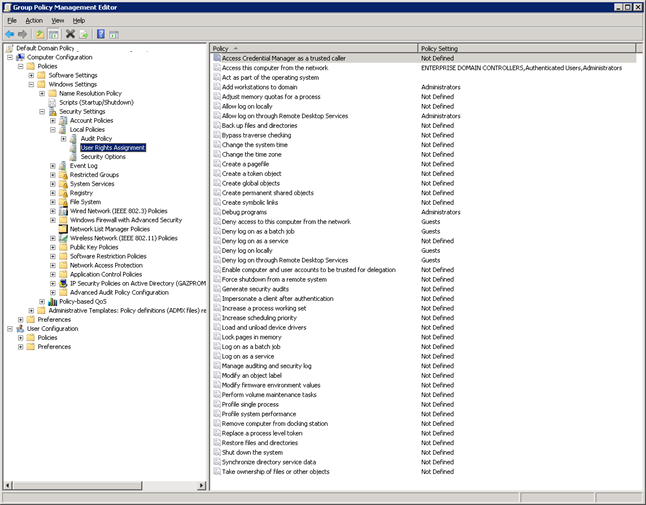 Group Policy Management Editor
File Action View Help
Default Domain Policy
Computer Configuration
Policies
Software Settings
Windows Settings
Name Resolution Policy
Scripts (Startup/Shutdown)
Security Settings
Account Policies
Local Policies
Audit Policy
User Rights Assignment
Security Options
Event Log
Restricted Groups
System Services
Registry
File System
Wired Network (IEEE 802.3) Policies
Windows Firewall with Advanced Security
Network List Manager Policies
Wireless Network (IEEE 802.11) Policies
Public Key Policies
Software Restriction Policies
Network Access Protection
Application Control Policies
IP Security Policies on Active Directory (GAZPROM
Advanced Audit Policy Configuration
Policy-based QoS
Administrative Templates: Policy definitions (ADMX files) re
Preferences
User Configuration
Policies
Preferences
Policy Policy Setting
Access Credential Manager as a trusted caller Not Defined
Access this computer from the network ENTERPRISE DOMAIN CONTROLLERS,Authenticated Users,Administrators
Act as part of the operating system
Add workstations to domain Administrators
Adjust memory quotas for a process Not Defined
Allow log on locally Not Defined
Allow log on through Remote Desktop Services Administrators
Back up files and directories Not Defined
Bypass traverse checking Not Defined
Change the system time Not Defined
Change the time zone Not Defined
Create a pagefile Not Defined
Create a token object Not Defined
Create global objects Not Defined
Create permanent shared objects Not Defined
Create symbolic links Not Defined
Debug programs Administrators
Deny access to this computer from the network Guests
Deny log on as a batch job Guests
Deny log on as a service Not Defined
Deny log on locally Guests
Deny log on through Remote Desktop Services Guests
Enable computer and user accounts to be trusted for delegation Not Defined
Force shutdown from a remote system Not Defined
Generate security audits Not Defined
Impersonate a client after authentication Not Defined
Increase a process working set Not Defined
Increase scheduling priority Not Defined
Load and unload device drivers Not Defined
Lock pages in memory Not Defined
Log on as a batch job Not Defined
Log on as a service Not Defined
Manage auditing and security log Not Defined
Modify an object label Not Defined
Modify firmware environment values Not Defined
Perform volume maintenance tasks Not Defined
Profile single process Not Defined
Profile system performance Not Defined
Remove computer from docking station Not Defined
Replace a process level token Not Defined
Restore files and directories Not Defined
Shut down the system Not Defined
Synchronize directory service data Not Defined
Take ownership of files or other objects Not Defined